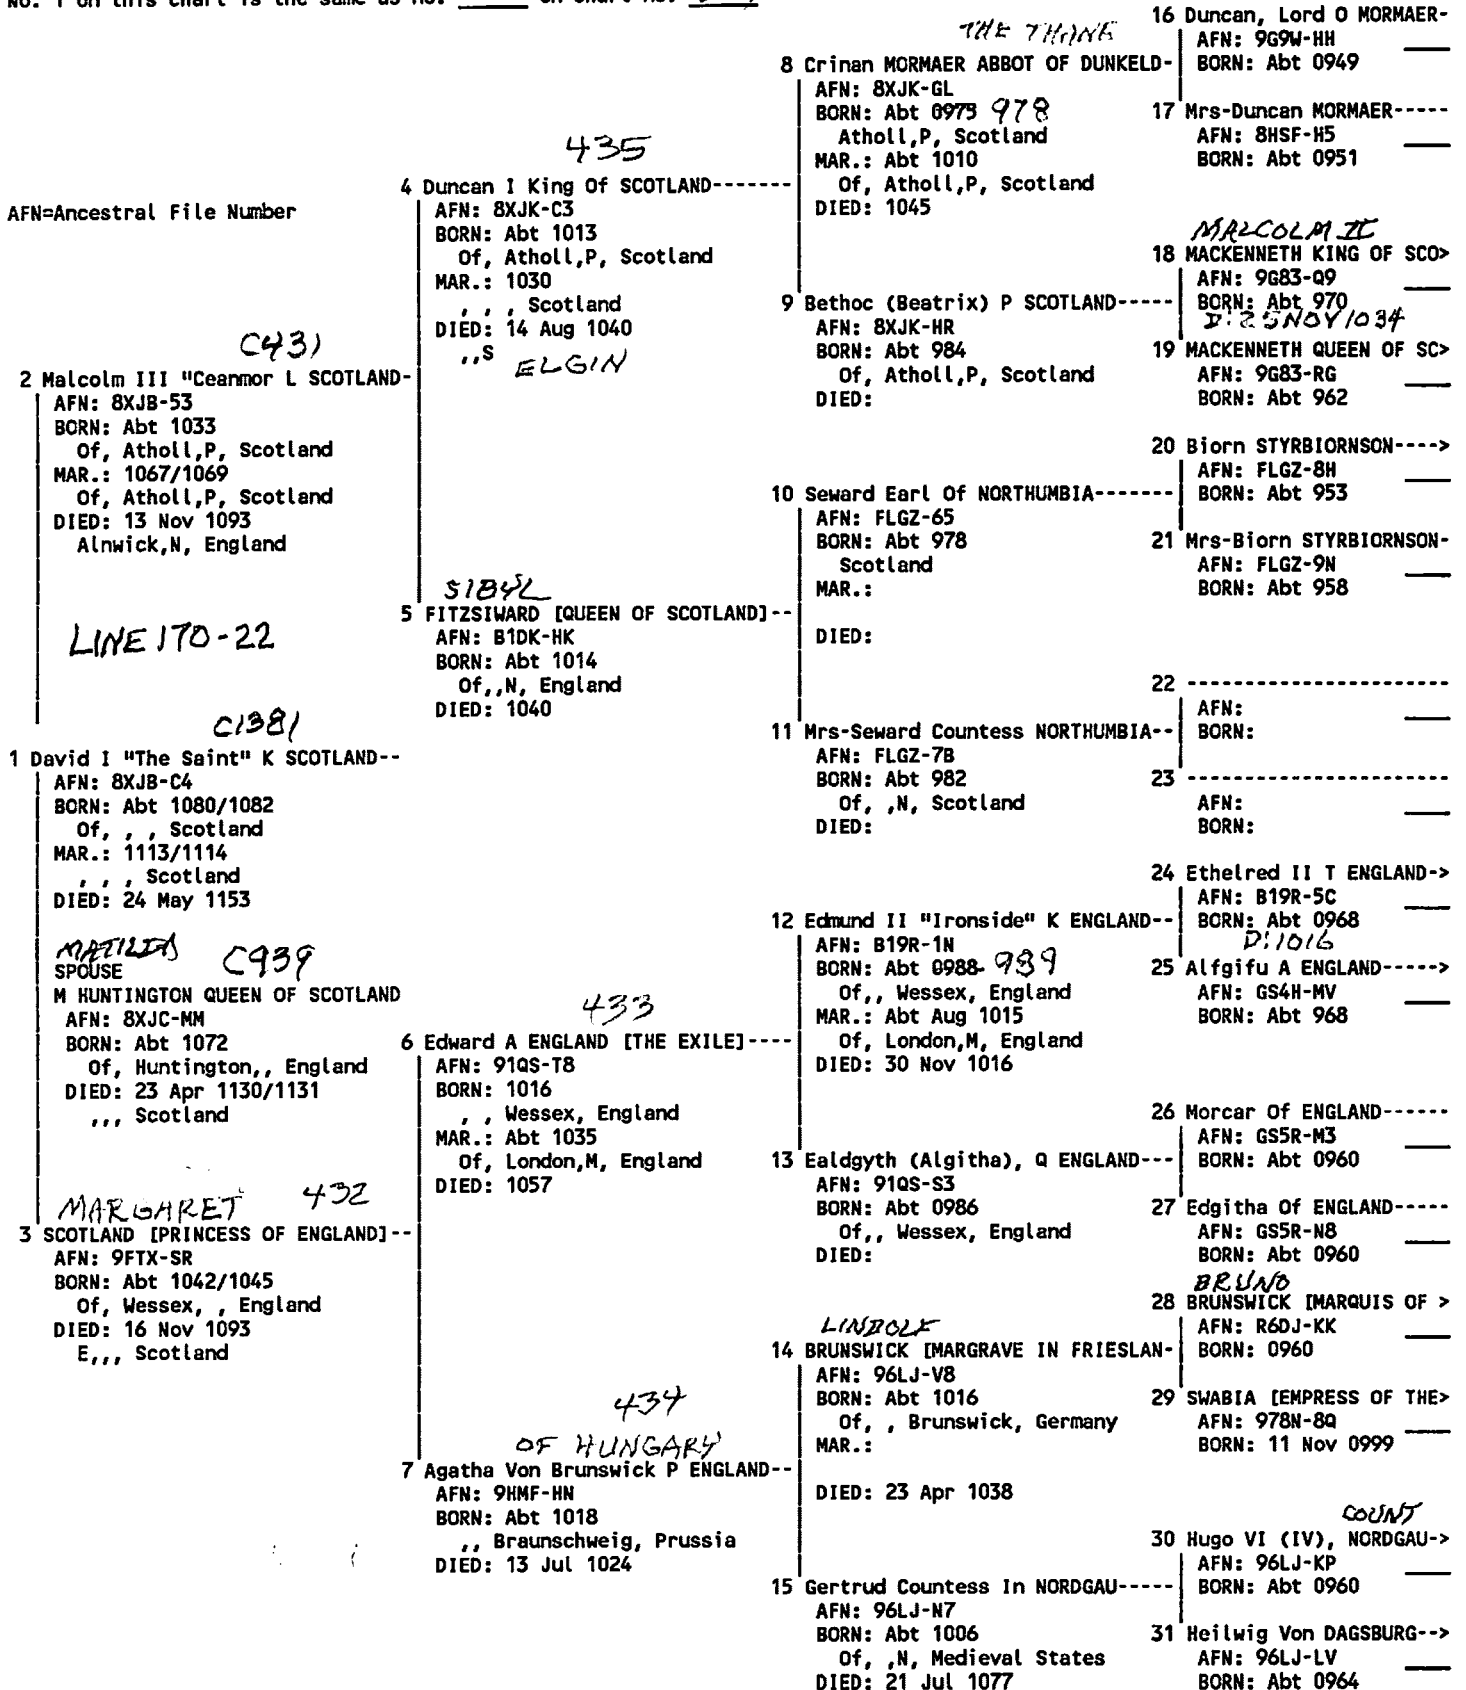 No. 1 on this chart is the same as no. on chart no.
AFN=Ancestral File Number
C1381
1 David I "The Saint" K SCOTLAND--
AFN: 8XJB-C4
BORN: Abt 1080/1082
Of, , , Scotland
MAR.: 1113/1114
, , , Scotland
DIED: 24 May 1153
MATILDA C939
SPOUSE
M HUNTINGTON QUEEN OF SCOTLAND
AFN: 8XJC-MM
BORN: Abt 1072
Of, Huntington,, England
DIED: 23 Apr 1130/1131
,,, Scotland
C431
2 Malcolm III "Ceanmor L SCOTLAND-
AFN: 8XJB-53
BORN: Abt 1033
Of, Atholl,P, Scotland
MAR.: 1067/1069
Of, Atholl,P, Scotland
DIED: 13 Nov 1093
Alnwick,N, England
LINE 170-22
MARGARET 432
3 SCOTLAND [PRINCESS OF ENGLAND]--
AFN: 9FTX-SR
BORN: Abt 1042/1045
Of, Wessex, , England
DIED: 16 Nov 1093
E,,, Scotland
435
4 Duncan I King Of SCOTLAND-------
AFN: 8XJK-C3
BORN: Abt 1013
Of, Atholl,P, Scotland
MAR.: 1030
, , , Scotland
DIED: 14 Aug 1040
,,S ELGIN
SIBYL
5 FITZSIWARD [QUEEN OF SCOTLAND]--
AFN: B1DK-HK
BORN: Abt 1014
Of,,N, England
DIED: 1040
433
6 Edward A ENGLAND [THE EXILE]----
AFN: 91QS-T8
BORN: 1016
, , Wessex, England
MAR.: Abt 1035
Of, London,M, England
DIED: 1057
434
OF HUNGARY
7 Agatha Von Brunswick P ENGLAND--
AFN: 9HMF-HN
BORN: Abt 1018
,, Braunschweig, Prussia
DIED: 13 Jul 1024
THE THANE
8 Crinan MORMAER ABBOT OF DUNKELD-
AFN: 8XJK-GL
BORN: Abt 0975 978
Atholl,P, Scotland
MAR.: Abt 1010
Of, Atholl,P, Scotland
DIED: 1045
9 Bethoc (Beatrix) P SCOTLAND-----
AFN: 8XJK-HR
BORN: Abt 984
Of, Atholl,P, Scotland
DIED:
10 Seward Earl Of NORTHUMBIA-------
AFN: FLGZ-65
BORN: Abt 978
Scotland
MAR.:
DIED:
11 Mrs-Seward Countess NORTHUMBIA--
AFN: FLGZ-7B
BORN: Abt 982
Of, ,N, Scotland
DIED:
12 Edmund II "Ironside" K ENGLAND--
AFN: B19R-1N
BORN: Abt 0988 989
Of,, Wessex, England
MAR.: Abt Aug 1015
Of, London,M, England
DIED: 30 Nov 1016
13 Ealdgyth (Algitha), Q ENGLAND---
AFN: 91QS-S3
BORN: Abt 0986
Of,, Wessex, England
DIED:
LINDOLF
14 BRUNSWICK [MARGRAVE IN FRIESLAN-
AFN: 96LJ-V8
BORN: Abt 1016
Of, , Brunswick, Germany
MAR.:
DIED: 23 Apr 1038
15 Gertrud Countess In NORDGAU-----
AFN: 96LJ-N7
BORN: Abt 1006
Of, ,N, Medieval States
DIED: 21 Jul 1077
16 Duncan, Lord O MORMAER-
AFN: 9G9W-HH
BORN: Abt 0949
17 Mrs-Duncan MORMAER-----
AFN: 8HSF-H5
BORN: Abt 0951
MALCOLM II
18 MACKENNETH KING OF SCO>
AFN: 9G83-Q9
BORN: Abt 970
D: 25 NOV 1034
19 MACKENNETH QUEEN OF SC>
AFN: 9G83-RG
BORN: Abt 962
20 Biorn STYRBIORNSON---->
AFN: FLGZ-8H
BORN: Abt 953
21 Mrs-Biorn STYRBIORNSON-
AFN: FLGZ-9N
BORN: Abt 958
22 -----------------------
AFN:
BORN:
23 -----------------------
AFN:
BORN:
24 Ethelred II T ENGLAND->
AFN: B19R-5C
BORN: Abt 0968
D: 1016
25 Alfgifu A ENGLAND----->
AFN: GS4H-MV
BORN: Abt 968
26 Morcar Of ENGLAND------
AFN: GS5R-M3
BORN: Abt 0960
27 Edgitha Of ENGLAND-----
AFN: GS5R-N8
BORN: Abt 0960
BRUNO
28 BRUNSWICK [MARQUIS OF >
AFN: R6DJ-KK
BORN: 0960
29 SWABIA [EMPRESS OF THE>
AFN: 978N-8Q
BORN: 11 Nov 0999
COUNT
30 Hugo VI (IV), NORDGAU->
AFN: 96LJ-KP
BORN: Abt 0960
31 Heilwig Von DAGSBURG-->
AFN: 96LJ-LV
BORN: Abt 0964